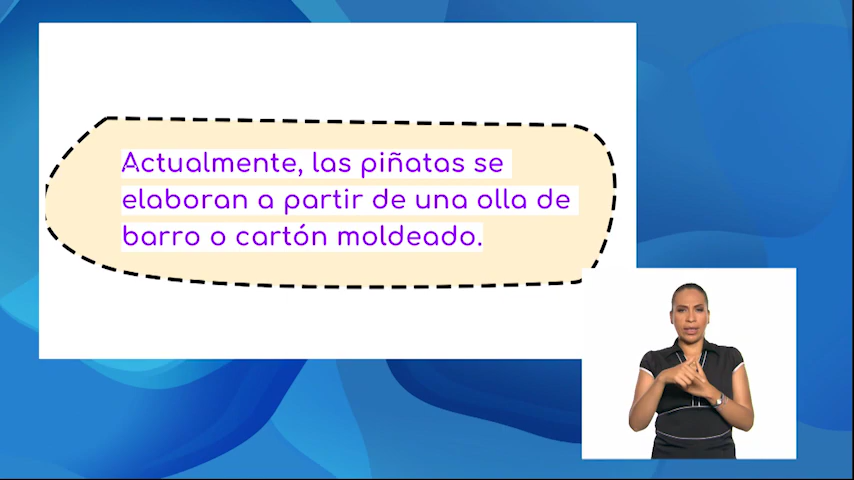 Actualmente, las piñatas se
elaboran a partir de una olla de
barro o cartón moldeado.